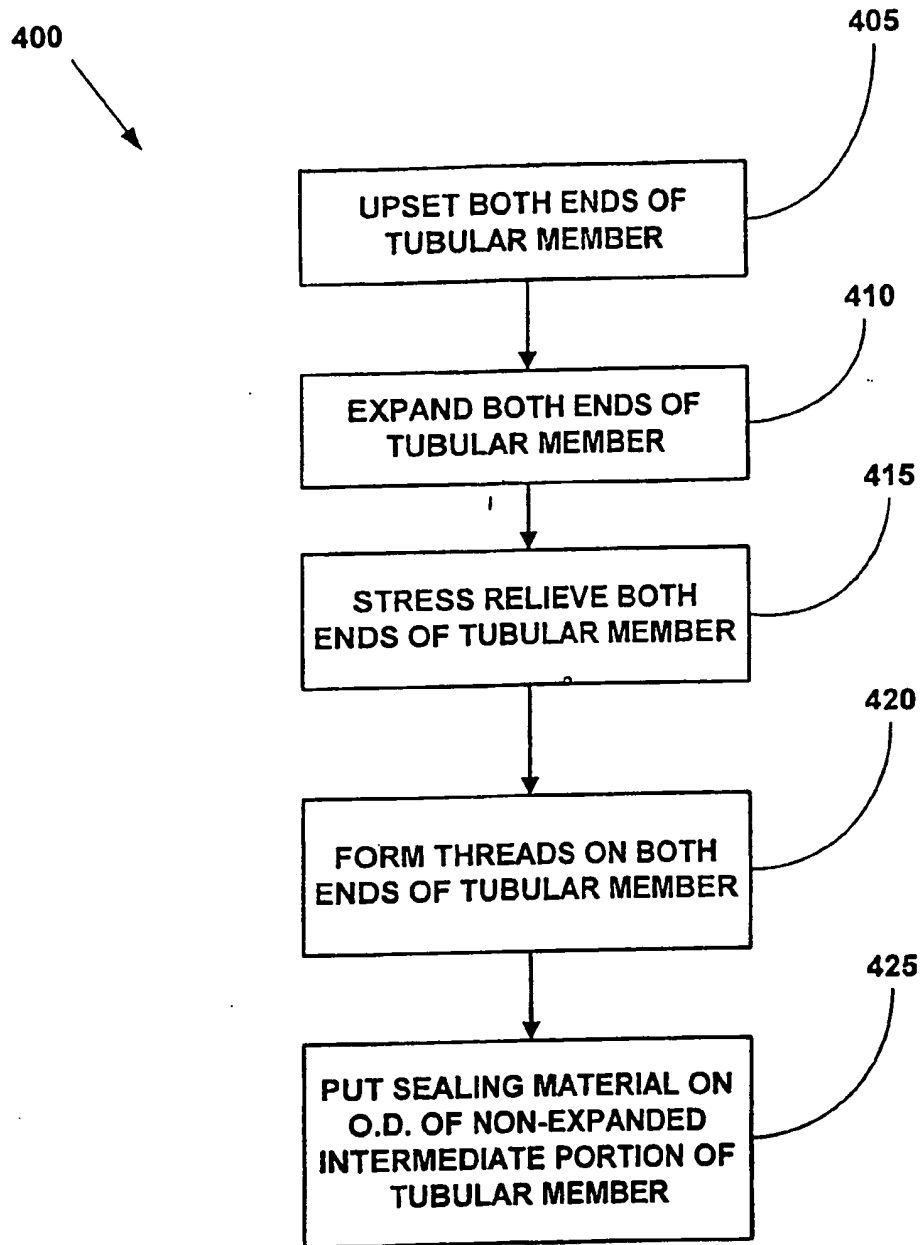 400
405
UPSET BOTH ENDS OF
TUBULAR MEMBER
410
EXPAND BOTH ENDS OF
TUBULAR MEMBER
415
STRESS RELIEVE BOTH
ENDS OF TUBULAR MEMBER
420
FORM THREADS ON BOTH
ENDS OF TUBULAR MEMBER
425
PUT SEALING MATERIAL ON
O.D. OF NON-EXPANDED
INTERMEDIATE PORTION OF
TUBULAR MEMBER